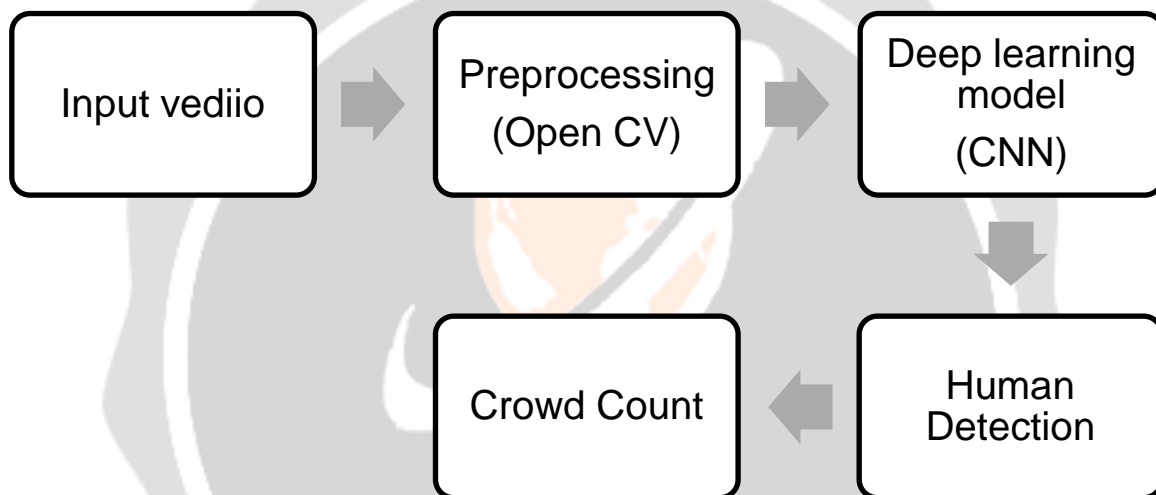 Input vediio
Preprocessing
(Open CV)
Deep learning
model
(CNN)
Human
Detection
Crowd Count